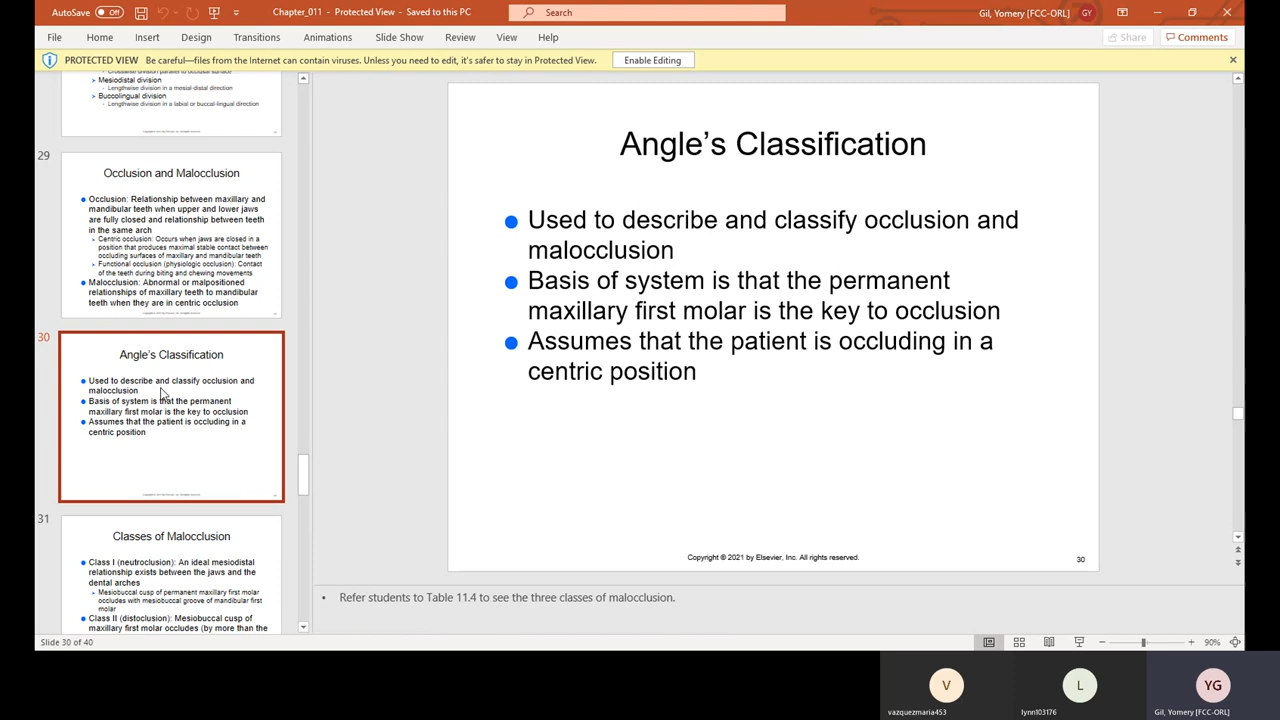 AutoSave Off Chapter_011 - Protected View - Saved to this PC Search Gil, Yomery [FCC-ORL] GY
File Home Insert Design Transitions Animations Slide Show Review View Help Share Comments
PROTECTED VIEW Be careful—files from the Internet can contain viruses. Unless you need to edit, it's safer to stay in Protected View. Enable Editing
Mesiodistal division
Lengthwise division in a mesial-distal direction
Buccolingual division
Lengthwise division in a labial or buccal-lingual direction
29
Occlusion and Malocclusion
Occlusion: Relationship between maxillary and
mandibular teeth when upper and lower jaws
are fully closed and relationship between teeth
in the same arch
Centric occlusion: Occurs when jaws are closed in a
position that produces maximal stable contact between
occluding surfaces of maxillary and mandibular teeth
Functional occlusion (physiologic occlusion): Contact
of the teeth during biting and chewing movements
Malocclusion: Abnormal or malpositioned
relationships of maxillary teeth to mandibular
teeth when they are in centric occlusion
30
Angle's Classification
Used to describe and classify occlusion and
malocclusion
Basis of system is that the permanent
maxillary first molar is the key to occlusion
Assumes that the patient is occluding in a
centric position
31
Classes of Malocclusion
Class I (neutroclusion): An ideal mesiodistal
relationship exists between the jaws and the
dental arches
Mesiobuccal cusp of permanent maxillary first molar
occludes with mesiobuccal groove of mandibular first
molar
Class II (distoclusion): Mesiobuccal cusp of
maxillary first molar occludes (by more than the
Angle's Classification
Used to describe and classify occlusion and
malocclusion
Basis of system is that the permanent
maxillary first molar is the key to occlusion
Assumes that the patient is occluding in a
centric position
Copyright © 2021 by Elsevier, Inc. All rights reserved.
30
• Refer students to Table 11.4 to see the three classes of malocclusion.
Slide 30 of 40 90%
V L YG
vazquezmaria453 lynn103176 Gil, Yomery [FCC-ORL]